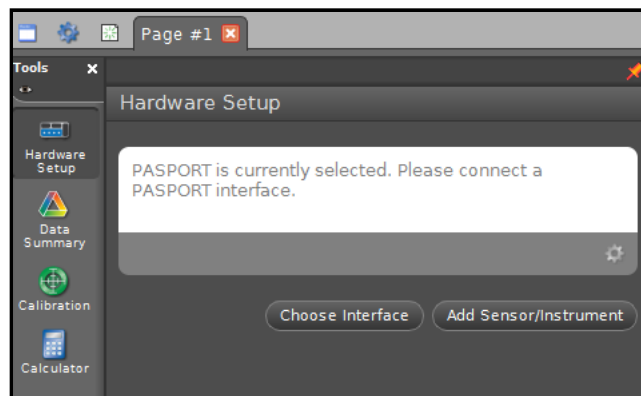 Page #1
Tools
Hardware Setup
Hardware
Setup
PASPORT is currently selected. Please connect a
PASPORT interface.
Data
Summary
Calibration
Choose Interface
Add Sensor/Instrument
Calculator